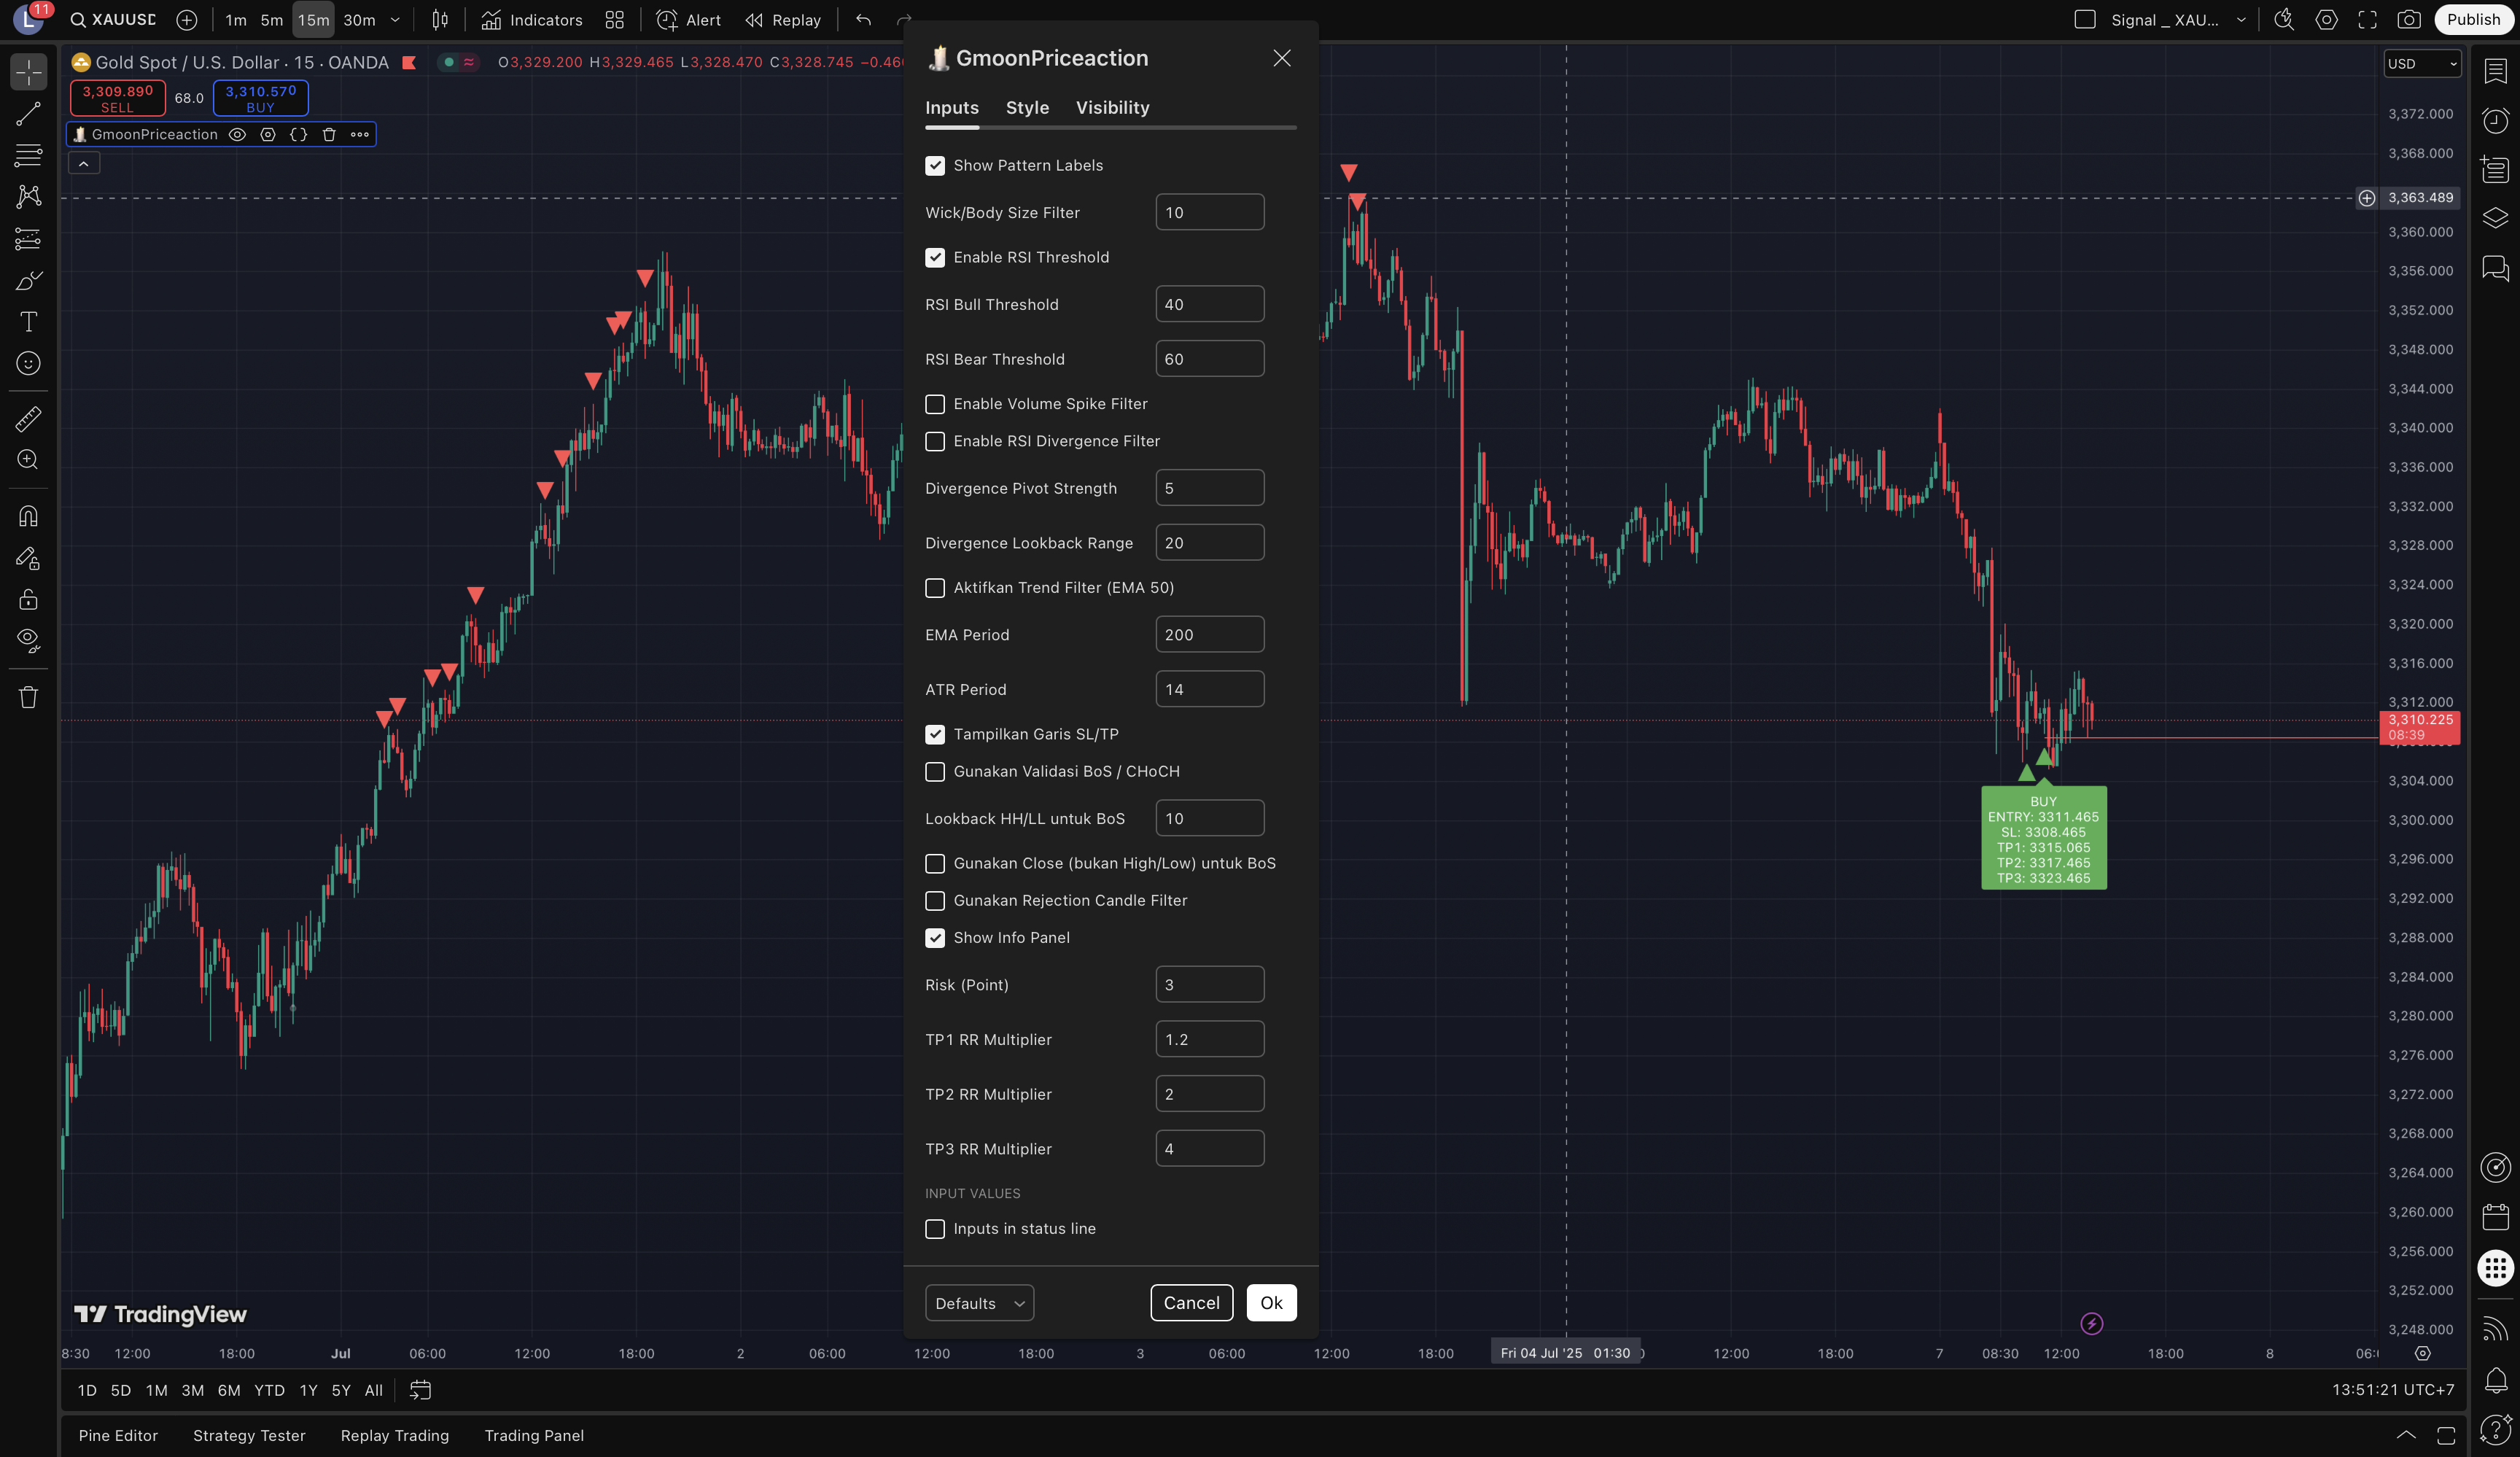 L
11
XAUUSD
1m 5m 15m 30m
Indicators
Alert
Replay
Signal _ XAU...
Publish
Gold Spot / U.S. Dollar · 15 · OANDA
O3,329.200 H3,329.465 L3,328.470 C3,328.745
3,309.890
SELL
68.0
3,310.570
BUY
GmoonPriceaction
GmoonPriceaction
Inputs Style Visibility
Show Pattern Labels
Wick/Body Size Filter 10
Enable RSI Threshold
RSI Bull Threshold 40
RSI Bear Threshold 60
Enable Volume Spike Filter
Enable RSI Divergence Filter
Divergence Pivot Strength 5
Divergence Lookback Range 20
Aktifkan Trend Filter (EMA 50)
EMA Period 200
ATR Period 14
Tampilkan Garis SL/TP
Gunakan Validasi BoS / CHoCH
Lookback HH/LL untuk BoS 10
Gunakan Close (bukan High/Low) untuk BoS
Gunakan Rejection Candle Filter
Show Info Panel
Risk (Point) 3
TP1 RR Multiplier 1.2
TP2 RR Multiplier 2
TP3 RR Multiplier 4
INPUT VALUES
Inputs in status line
Defaults
Cancel
Ok
BUY
ENTRY: 3311.465
SL: 3308.465
TP1: 3315.065
TP2: 3317.465
TP3: 3323.465
USD
3,372.000
3,368.000
3,363.489
3,360.000
3,356.000
3,352.000
3,348.000
3,344.000
3,340.000
3,336.000
3,332.000
3,328.000
3,324.000
3,320.000
3,316.000
3,312.000
3,310.225
08:39
3,304.000
3,300.000
3,296.000
3,292.000
3,288.000
3,284.000
3,280.000
3,276.000
3,272.000
3,268.000
3,264.000
3,260.000
3,256.000
3,252.000
3,248.000
TradingView
8:30 12:00 18:00 Jul 06:00 12:00 18:00 2 06:00 12:00 18:00 3 06:00 12:00 18:00 Fri 04 Jul '25 01:30 12:00 18:00 7 08:30 12:00 18:00 8
1D 5D 1M 3M 6M YTD 1Y 5Y All
13:51:21 UTC+7
Pine Editor Strategy Tester Replay Trading Trading Panel